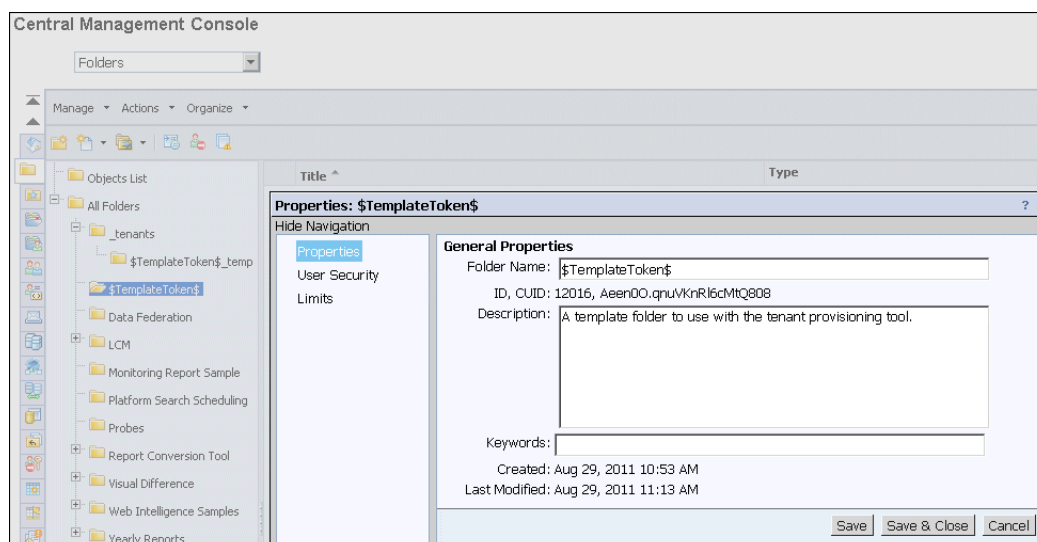 Central Management Console
Folders
Manage Actions Organize
Objects List
All Folders
_tenants
$TemplateToken$_temp
$TemplateToken$
Data Federation
LCM
Monitoring Report Sample
Platform Search Scheduling
Probes
Report Conversion Tool
Visual Difference
Web Intelligence Samples
Yearly Reports
Title Type
Properties: $TemplateToken$ ?
Hide Navigation
Properties
User Security
Limits
General Properties
Folder Name: $TemplateToken$
ID, CUID: 12016, Aeen0O.qnuVKnRl6cMtQ808
Description: A template folder to use with the tenant provisioning tool.
Keywords:
Created: Aug 29, 2011 10:53 AM
Last Modified: Aug 29, 2011 11:13 AM
Save Save & Close Cancel